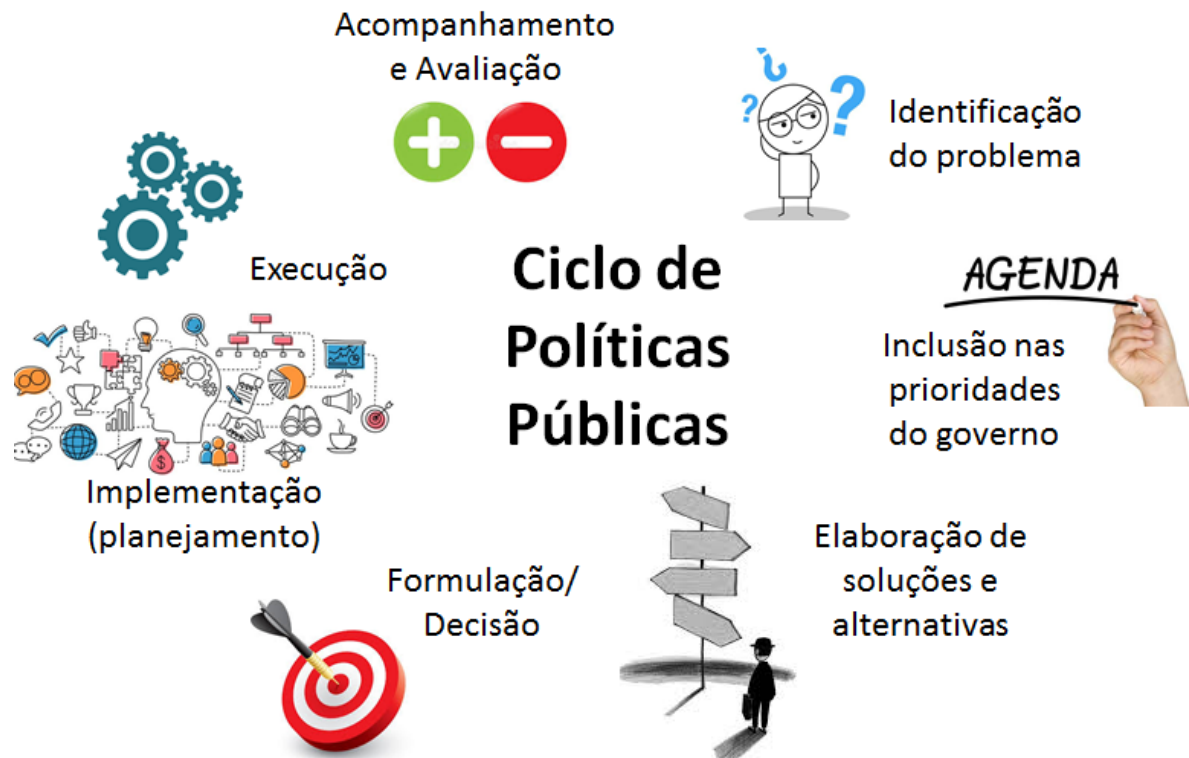 Acompanhamento
e Avaliação
Identificação
do problema
Execução
Ciclo de
Políticas
Públicas
AGENDA
Inclusão nas
prioridades
do governo
Implementação
(planejamento)
Formulação/
Decisão
Elaboração de
soluções e
alternativas